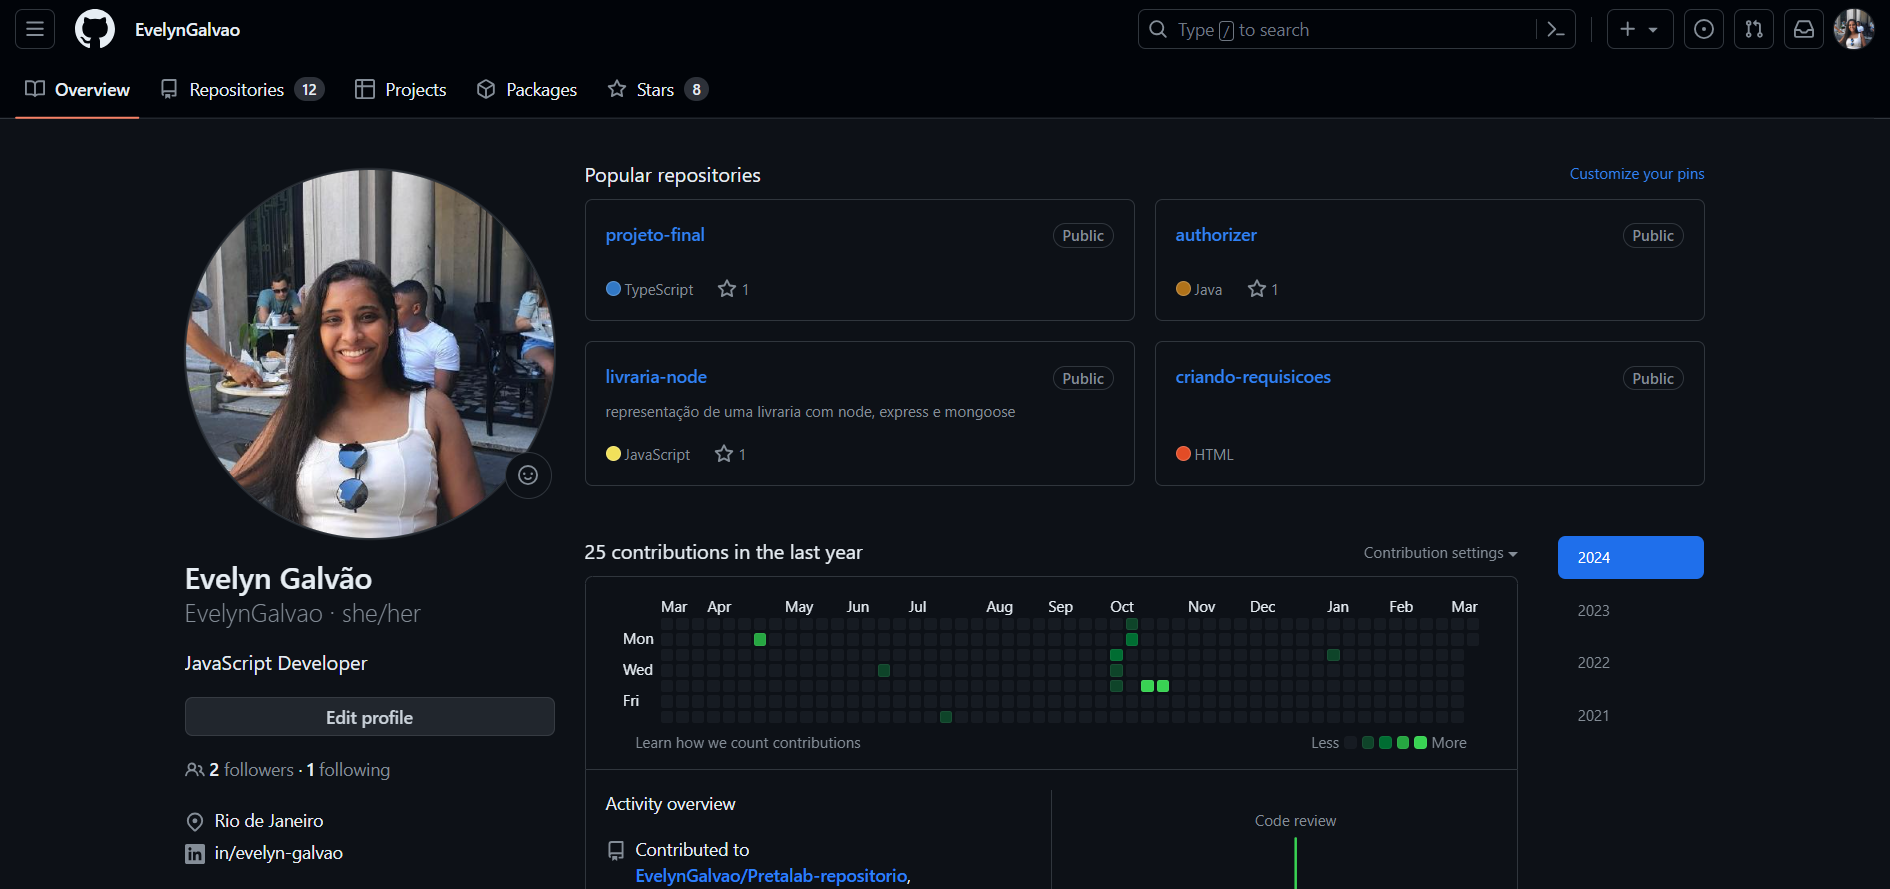 EvelynGalvao
Type / to search
Overview
Repositories 12
Projects
Packages
Stars 8
Evelyn Galvão
EvelynGalvao · she/her
JavaScript Developer
Edit profile
2 followers · 1 following
Rio de Janeiro
in/evelyn-galvao
Popular repositories
Customize your pins
projeto-final
Public
TypeScript 1
authorizer
Public
Java 1
livraria-node
Public
representação de uma livraria com node, express e mongoose
JavaScript 1
criando-requisicoes
Public
HTML
25 contributions in the last year
Contribution settings
2024
2023
2022
2021
Mar Apr May Jun Jul Aug Sep Oct Nov Dec Jan Feb Mar
Mon
Wed
Fri
Learn how we count contributions
Less More
Activity overview
Contributed to
EvelynGalvao/Pretalab-repositorio,
Code review